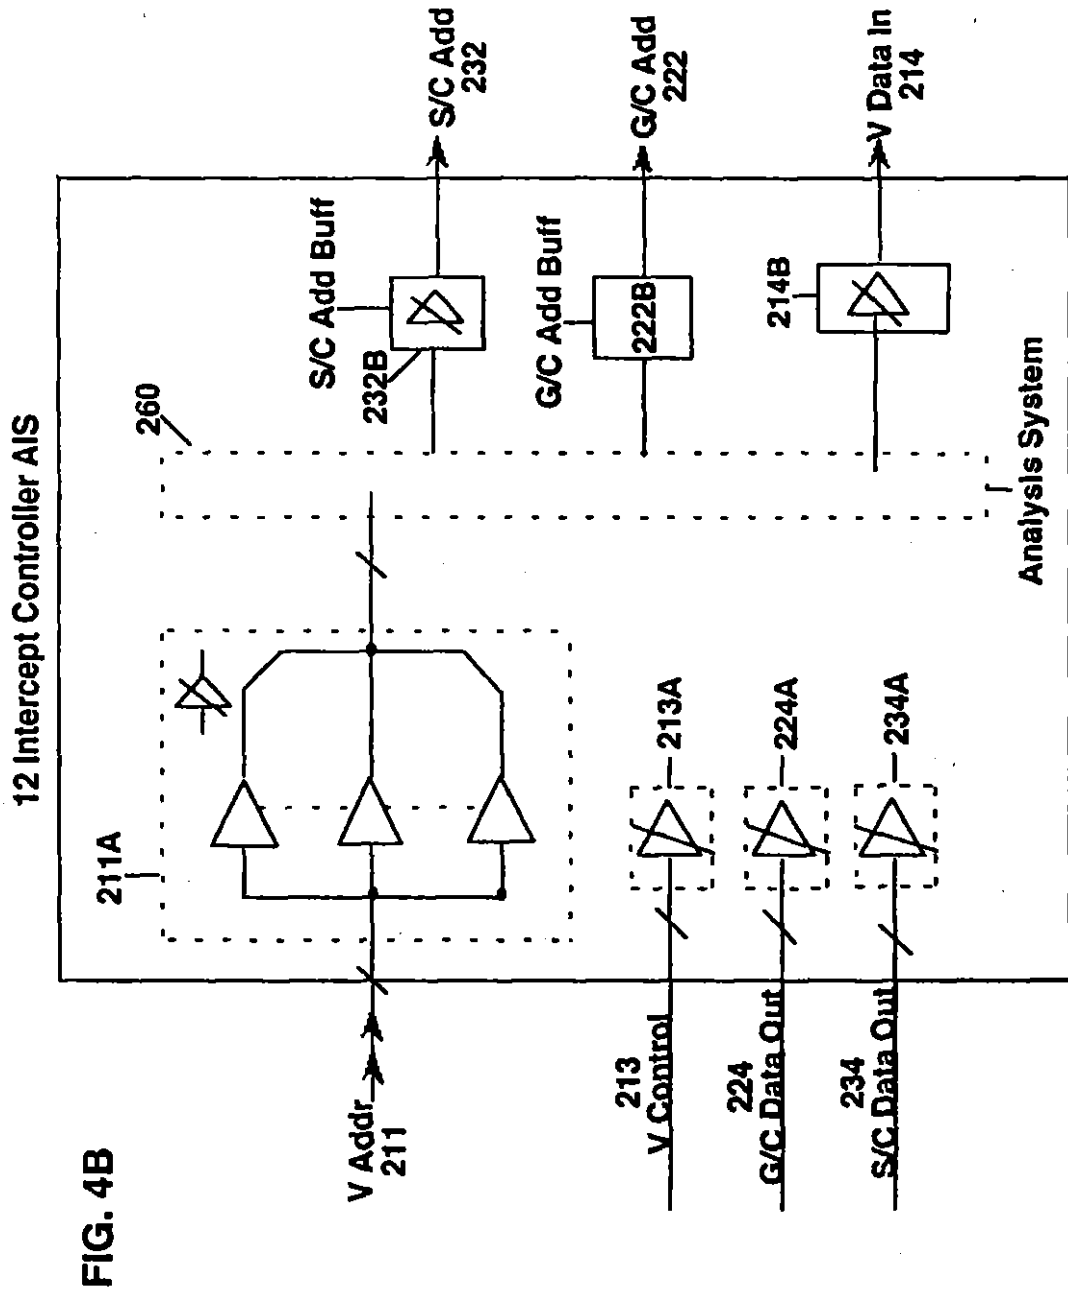 FIG. 4B
12 Intercept Controller AIS
V Addr
211
213
V Control
224
G/C Data Out
234
S/C Data Out
211A
213A
224A
234A
260
Analysis System
S/C Add Buff
232B
G/C Add Buff
222B
214B
S/C Add
232
G/C Add
222
V Data In
214